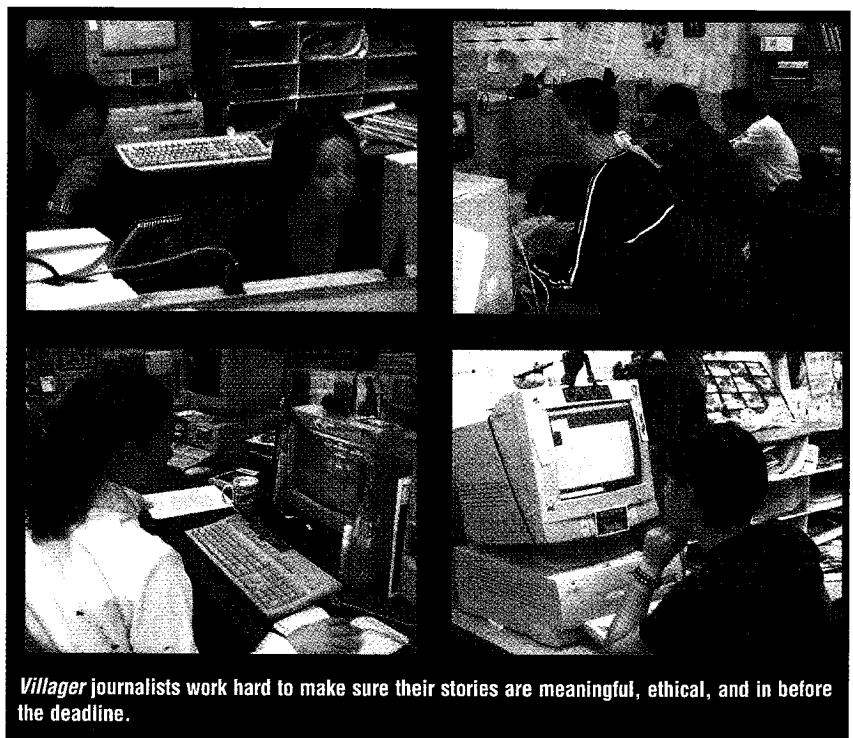 Villager journalists work hard to make sure their stories are meaningful, ethical, and in before
the deadline.